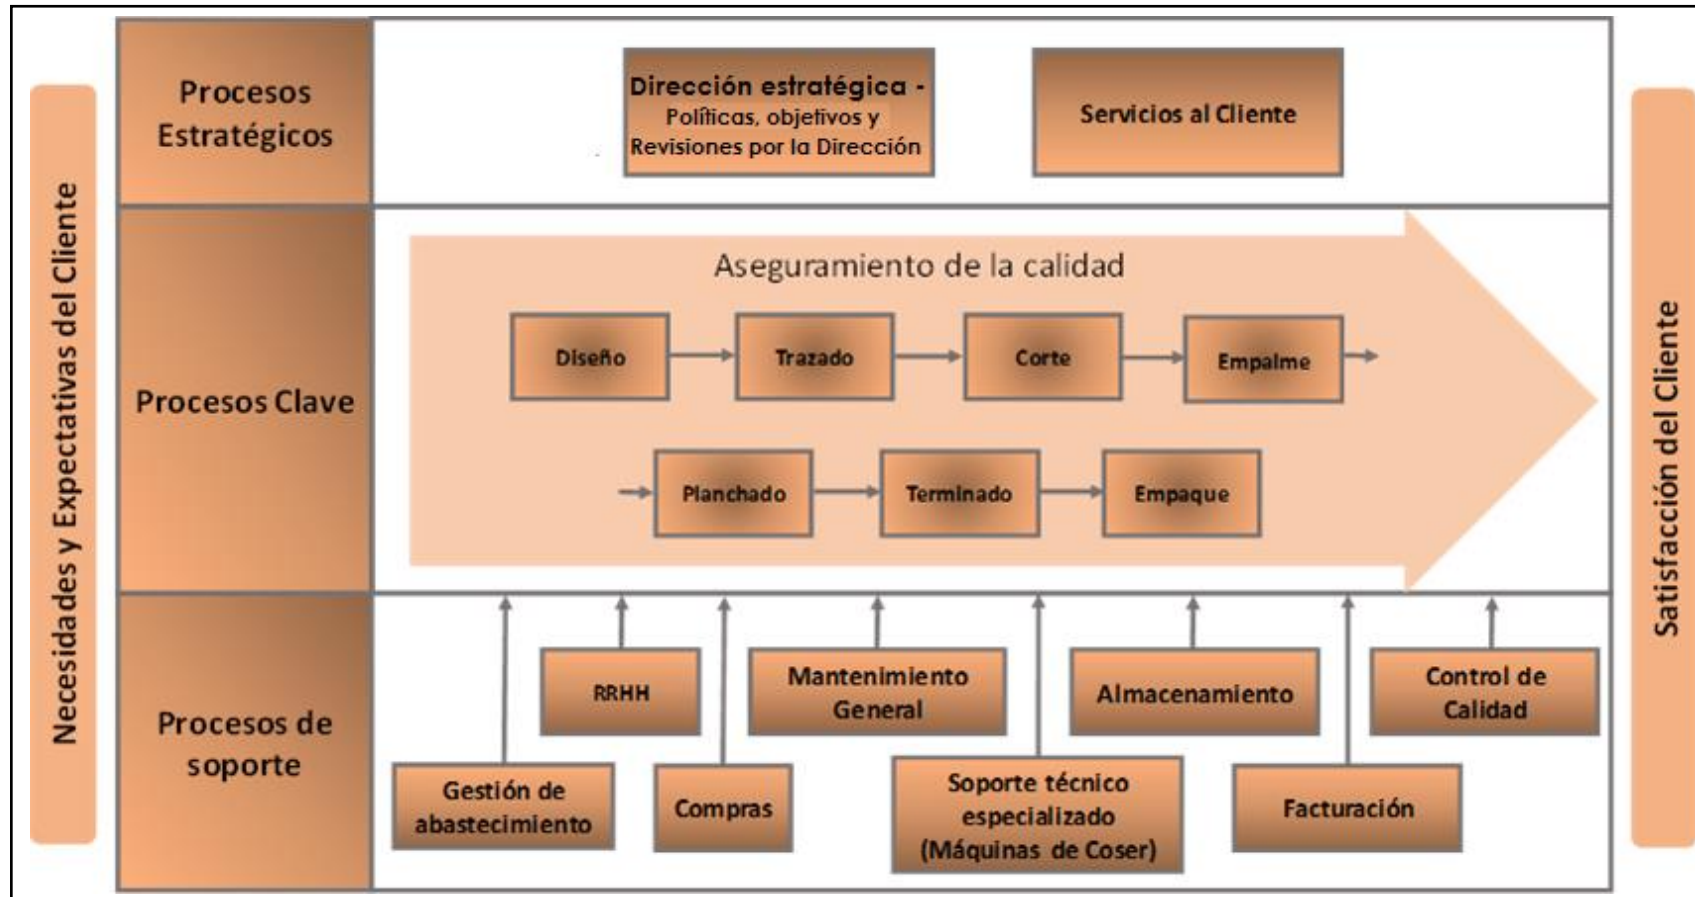 Necesidades y Expectativas del Cliente
Procesos
Estratégicos
Dirección estratégica -
Políticas, objetivos y
Revisiones por la Dirección
Servicios al Cliente
Procesos Clave
Aseguramiento de la calidad
Diseño
Trazado
Corte
Empalme
Planchado
Terminado
Empaque
Procesos de
soporte
RRHH
Mantenimiento
General
Almacenamiento
Control de
Calidad
Gestión de
abastecimiento
Compras
Soporte técnico
especializado
(Máquinas de Coser)
Facturación
Satisfacción del Cliente